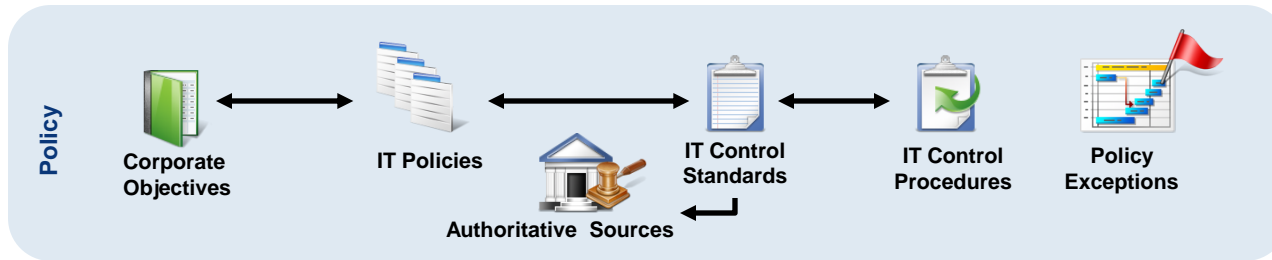 Policy
Corporate
Objectives
IT Policies
Authoritative Sources
IT Control
Standards
IT Control
Procedures
Policy
Exceptions